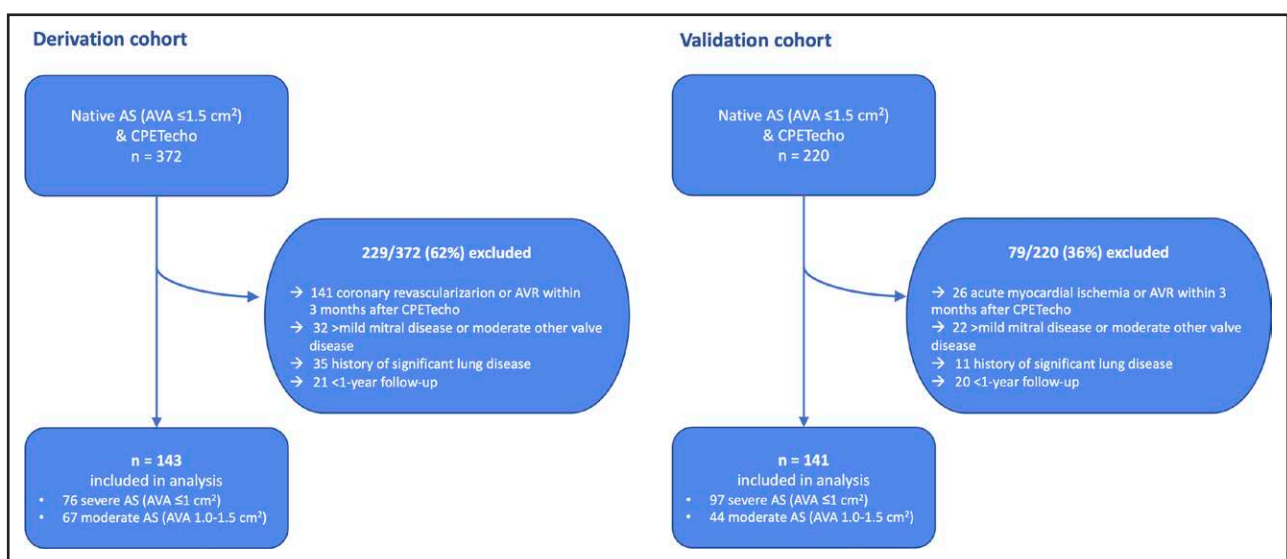 Derivation cohort
Native AS (AVA ≤1.5 cm²)
& CPETecho
n = 372
229/372 (62%) excluded
→ 141 coronary revascularizarion or AVR within
3 months after CPETecho
→ 32 >mild mitral disease or moderate other valve
disease
→ 35 history of significant lung disease
→ 21 <1-year follow-up
n = 143
included in analysis
• 76 severe AS (AVA ≤1 cm²)
• 67 moderate AS (AVA 1.0-1.5 cm²)
Validation cohort
Native AS (AVA ≤1.5 cm²)
& CPETecho
n = 220
79/220 (36%) excluded
→ 26 acute myocardial ischemia or AVR within 3
months after CPETecho
→ 22 >mild mitral disease or moderate other valve
disease
→ 11 history of significant lung disease
→ 20 <1-year follow-up
n = 141
included in analysis
• 97 severe AS (AVA ≤1 cm²)
• 44 moderate AS (AVA 1.0-1.5 cm²)